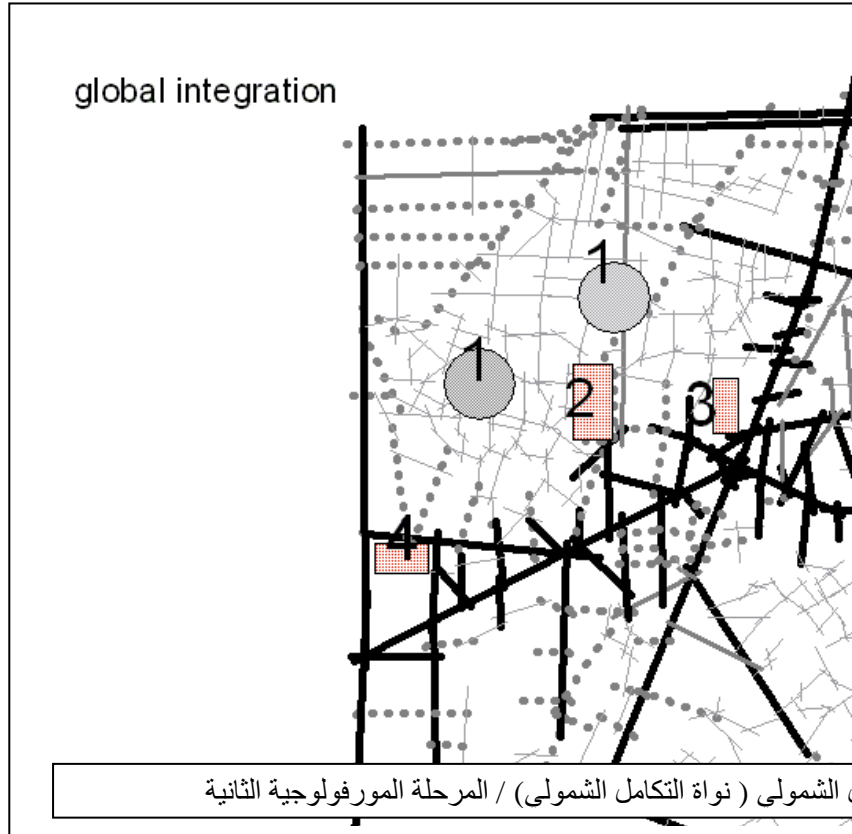 global integration
1
1
2
3
4
الشمولى ( نواة التكامل الشمولى) / المرحلة المورفولوجية الثانية